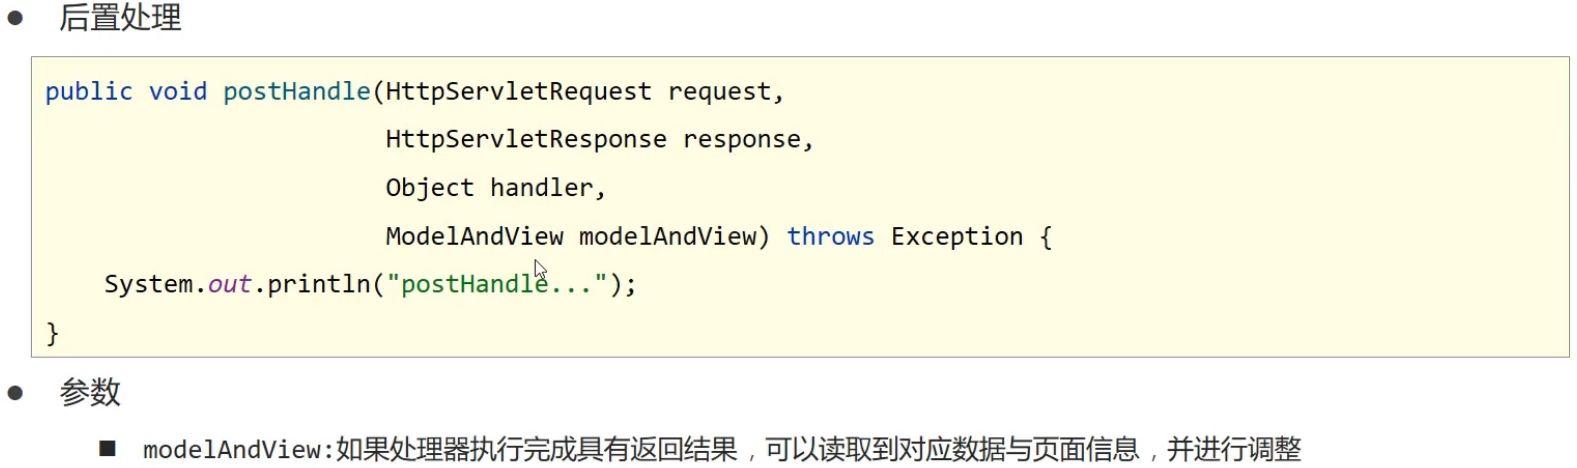 ● 后置处理
public void postHandle(HttpServletRequest request,
HttpServletResponse response,
Object handler,
ModelAndView modelAndView) throws Exception {
System.out.println("postHandle...");
}
● 参数
■ modelAndView:如果处理器执行完成具有返回结果，可以读取到对应数据与页面信息，并进行调整